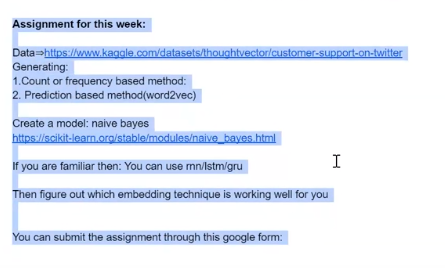 Assignment for this week:
Data⇒https://www.kaggle.com/datasets/thoughtvector/customer-support-on-twitter
Generating:
1.Count or frequency based method:
2. Prediction based method(word2vec)
Create a model: naive bayes
https://scikit-learn.org/stable/modules/naive_bayes.html
If you are familiar then: You can use rnn/lstm/gru
Then figure out which embedding technique is working well for you
You can submit the assignment through this google form: